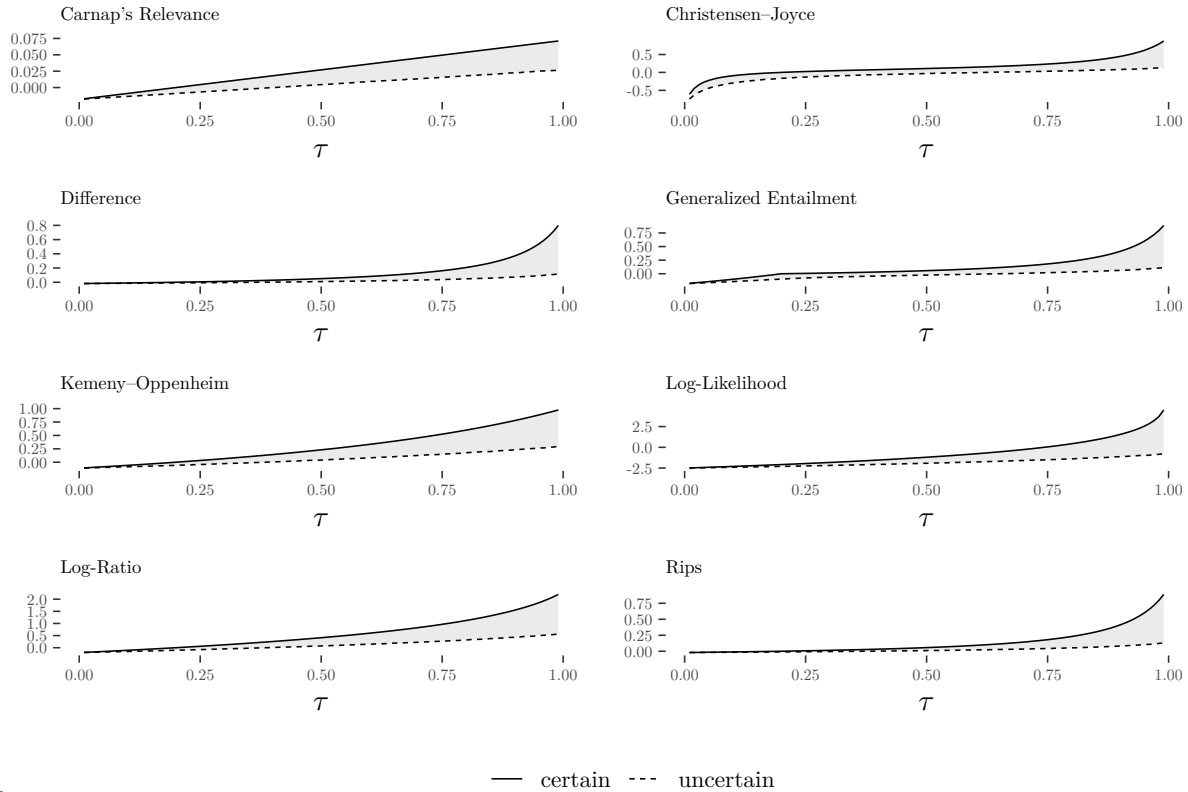 Carnap's Relevance
0.075
0.050
0.025
0.000
0.00 0.25 0.50 0.75 1.00
τ
Christensen–Joyce
0.5
0.0
-0.5
0.00 0.25 0.50 0.75 1.00
τ
Difference
0.8
0.6
0.4
0.2
0.0
0.00 0.25 0.50 0.75 1.00
τ
Generalized Entailment
0.75
0.50
0.25
0.00
0.00 0.25 0.50 0.75 1.00
τ
Kemeny–Oppenheim
1.00
0.75
0.50
0.25
0.00
0.00 0.25 0.50 0.75 1.00
τ
Log-Likelihood
2.5
0.0
-2.5
0.00 0.25 0.50 0.75 1.00
τ
Log-Ratio
2.0
1.5
1.0
0.5
0.0
0.00 0.25 0.50 0.75 1.00
τ
Rips
0.75
0.50
0.25
0.00
0.00 0.25 0.50 0.75 1.00
τ
certain uncertain